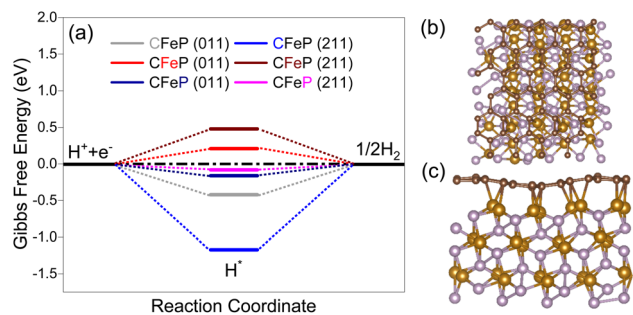 (a)
CFeP (011) CFeP (211)
CFeP (011) CFeP (211)
CFeP (011) CFeP (211)
2.0
1.5
1.0
0.5
0.0
-0.5
-1.0
-1.5
Gibbs Free Energy (eV)
H⁺+e⁻
1/2H₂
H*
Reaction Coordinate
(b)
(c)